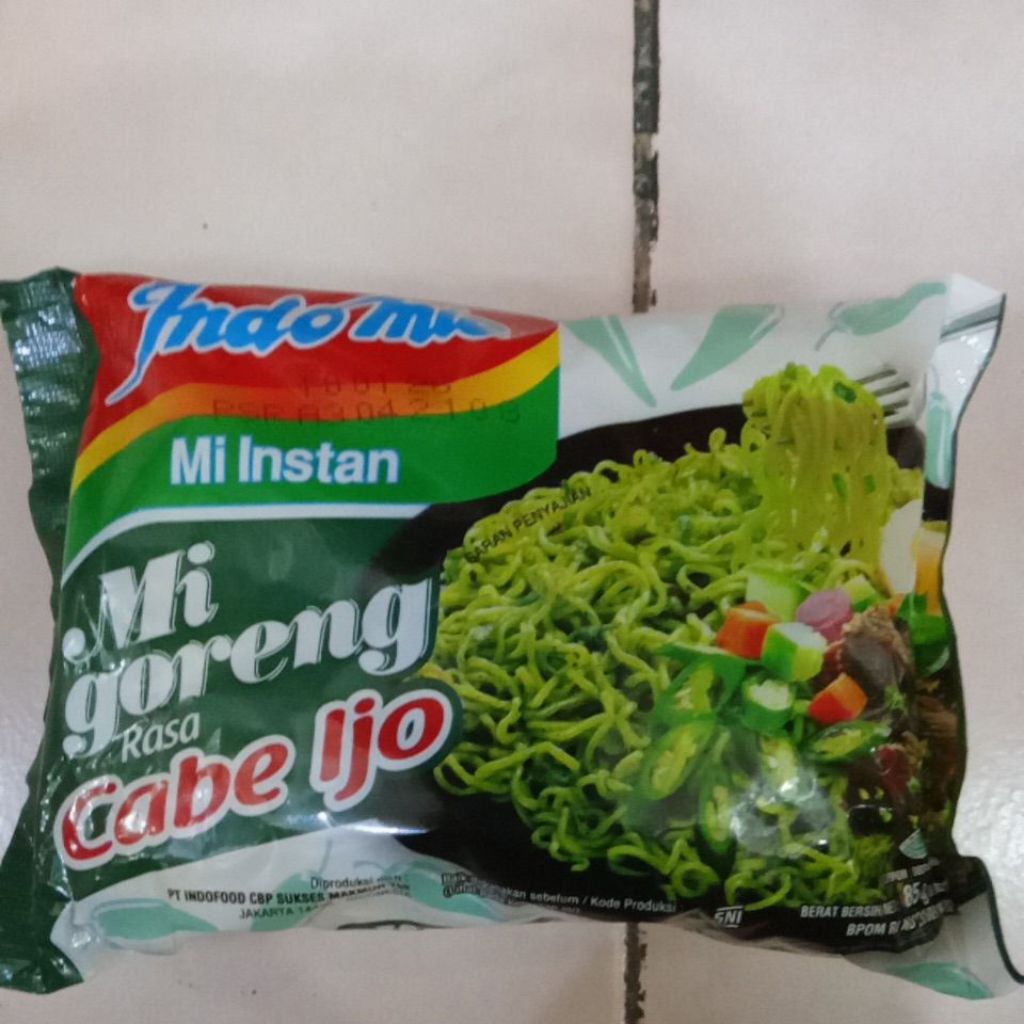 Indomie
Mi Instan
SARAN PENYAJIAN
Mi
goreng
Rasa
Cabe Ijo
Diproduksi oleh
PT INDOFOOD CBP SUKSES MAKMUR Tbk
JAKARTA
sebelum / Kode Produksi
SNI
BERAT BERSIH
85 g
BPOM RI